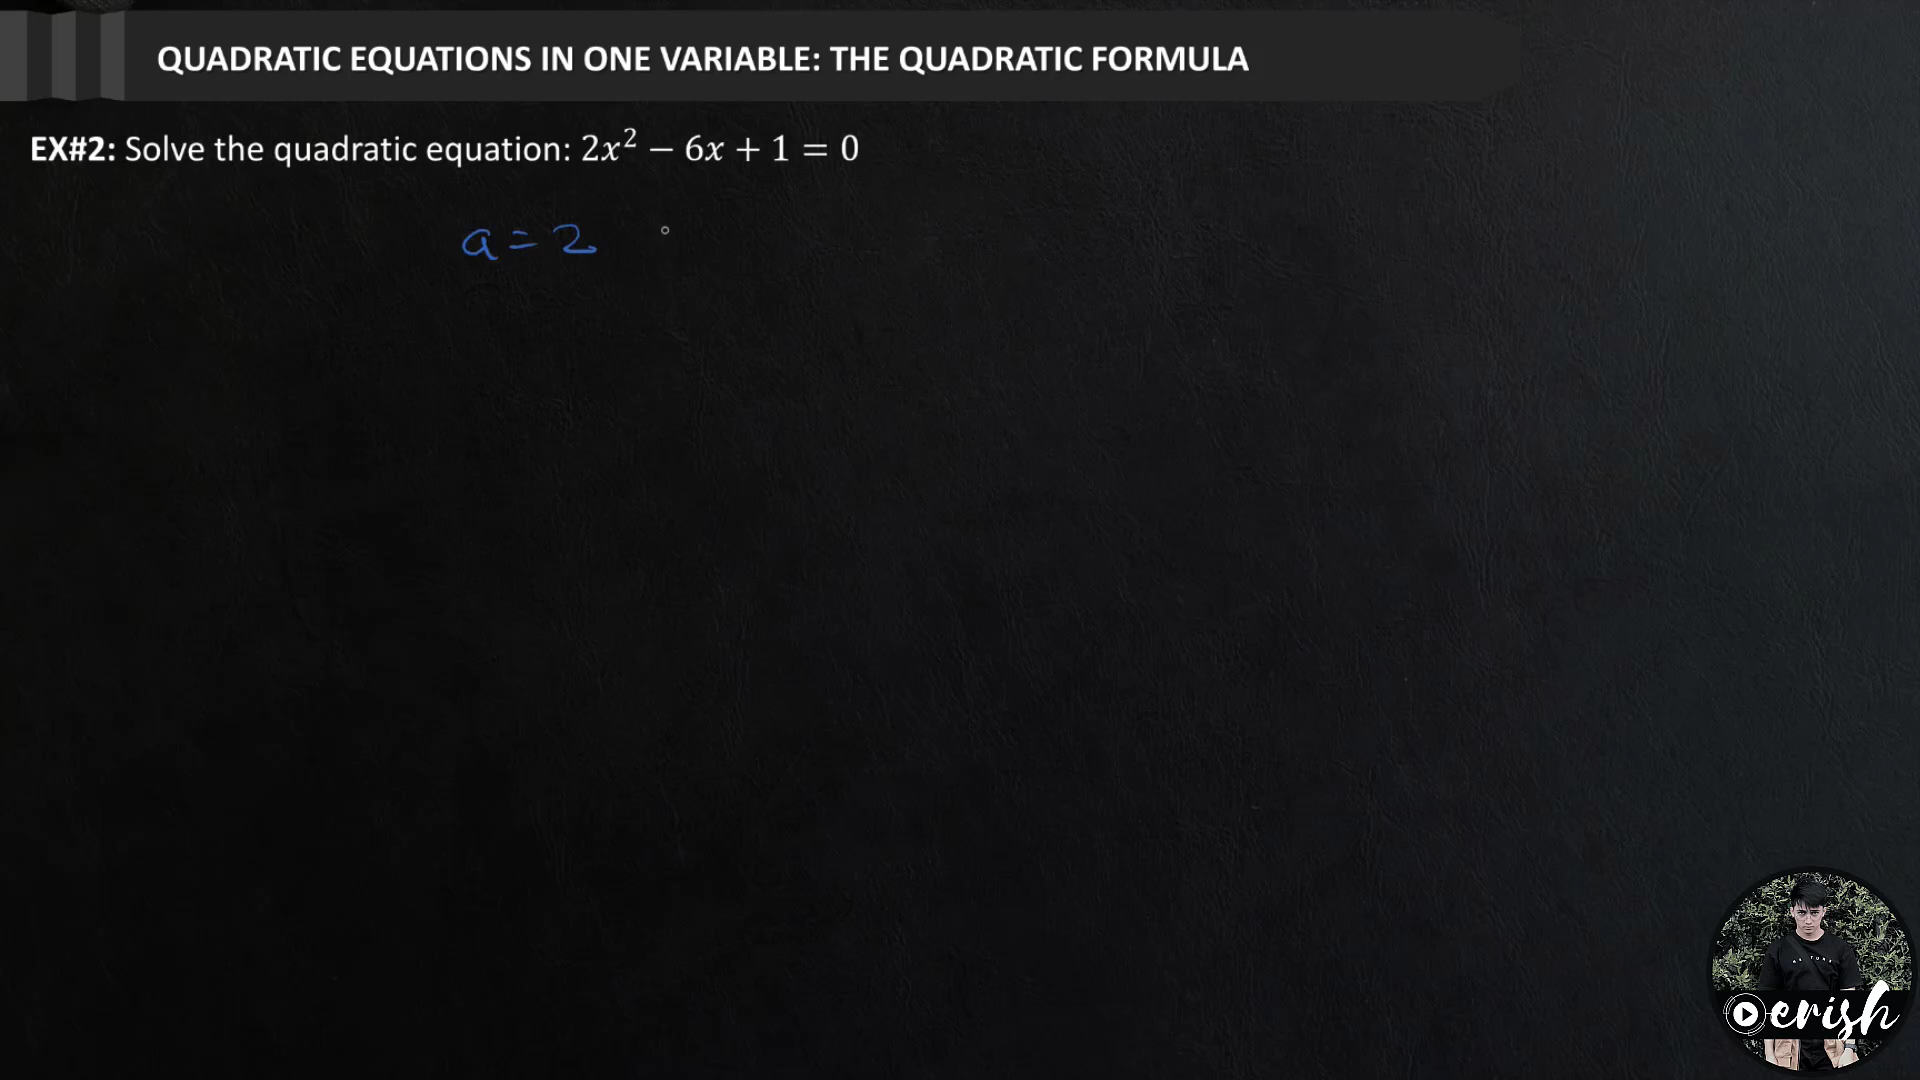 QUADRATIC EQUATIONS IN ONE VARIABLE: THE QUADRATIC FORMULA
EX#2: Solve the quadratic equation: 2x² − 6x + 1 = 0
a = 2
erish